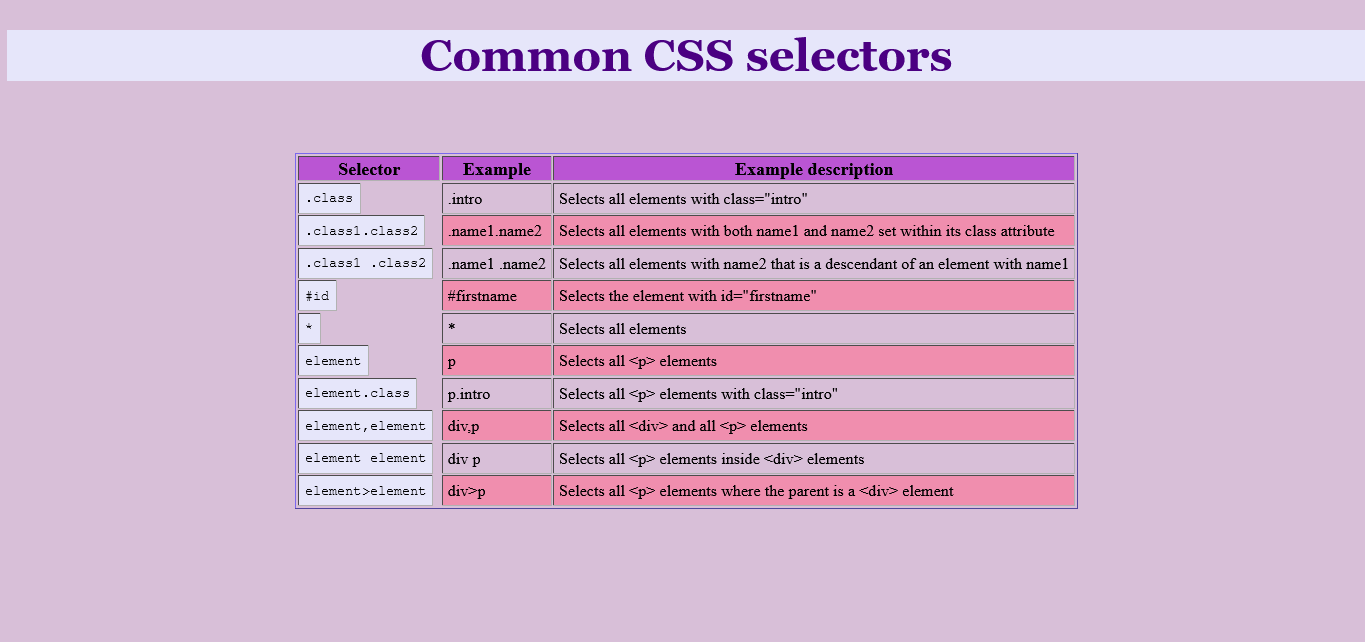 Common CSS selectors
Selector Example Example description
.class .intro Selects all elements with class="intro"
.class1.class2 .name1.name2 Selects all elements with both name1 and name2 set within its class attribute
.class1 .class2 .name1 .name2 Selects all elements with name2 that is a descendant of an element with name1
#id #firstname Selects the element with id="firstname"
* * Selects all elements
element p Selects all <p> elements
element.class p.intro Selects all <p> elements with class="intro"
element,element div,p Selects all <div> and all <p> elements
element element div p Selects all <p> elements inside <div> elements
element>element div>p Selects all <p> elements where the parent is a <div> element